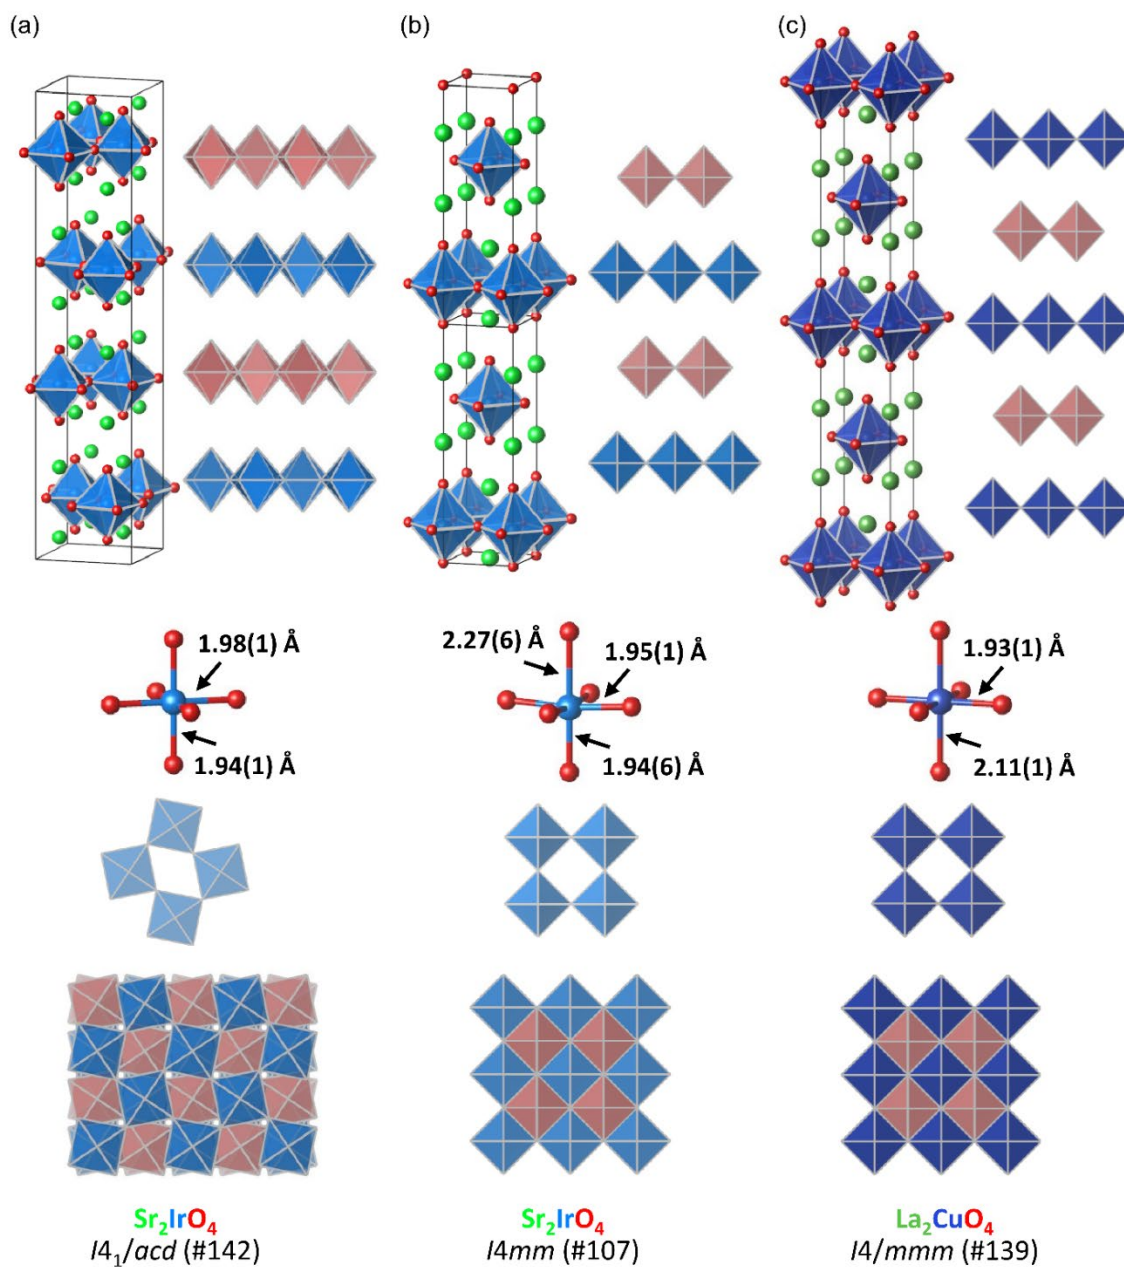 (a)
(b)
(c)
1.98(1) Å
1.94(1) Å
2.27(6) Å
1.95(1) Å
1.94(6) Å
1.93(1) Å
2.11(1) Å
Sr₂IrO₄
I4₁/acd (#142)
Sr₂IrO₄
I4mm (#107)
La₂CuO₄
I4/mmm (#139)